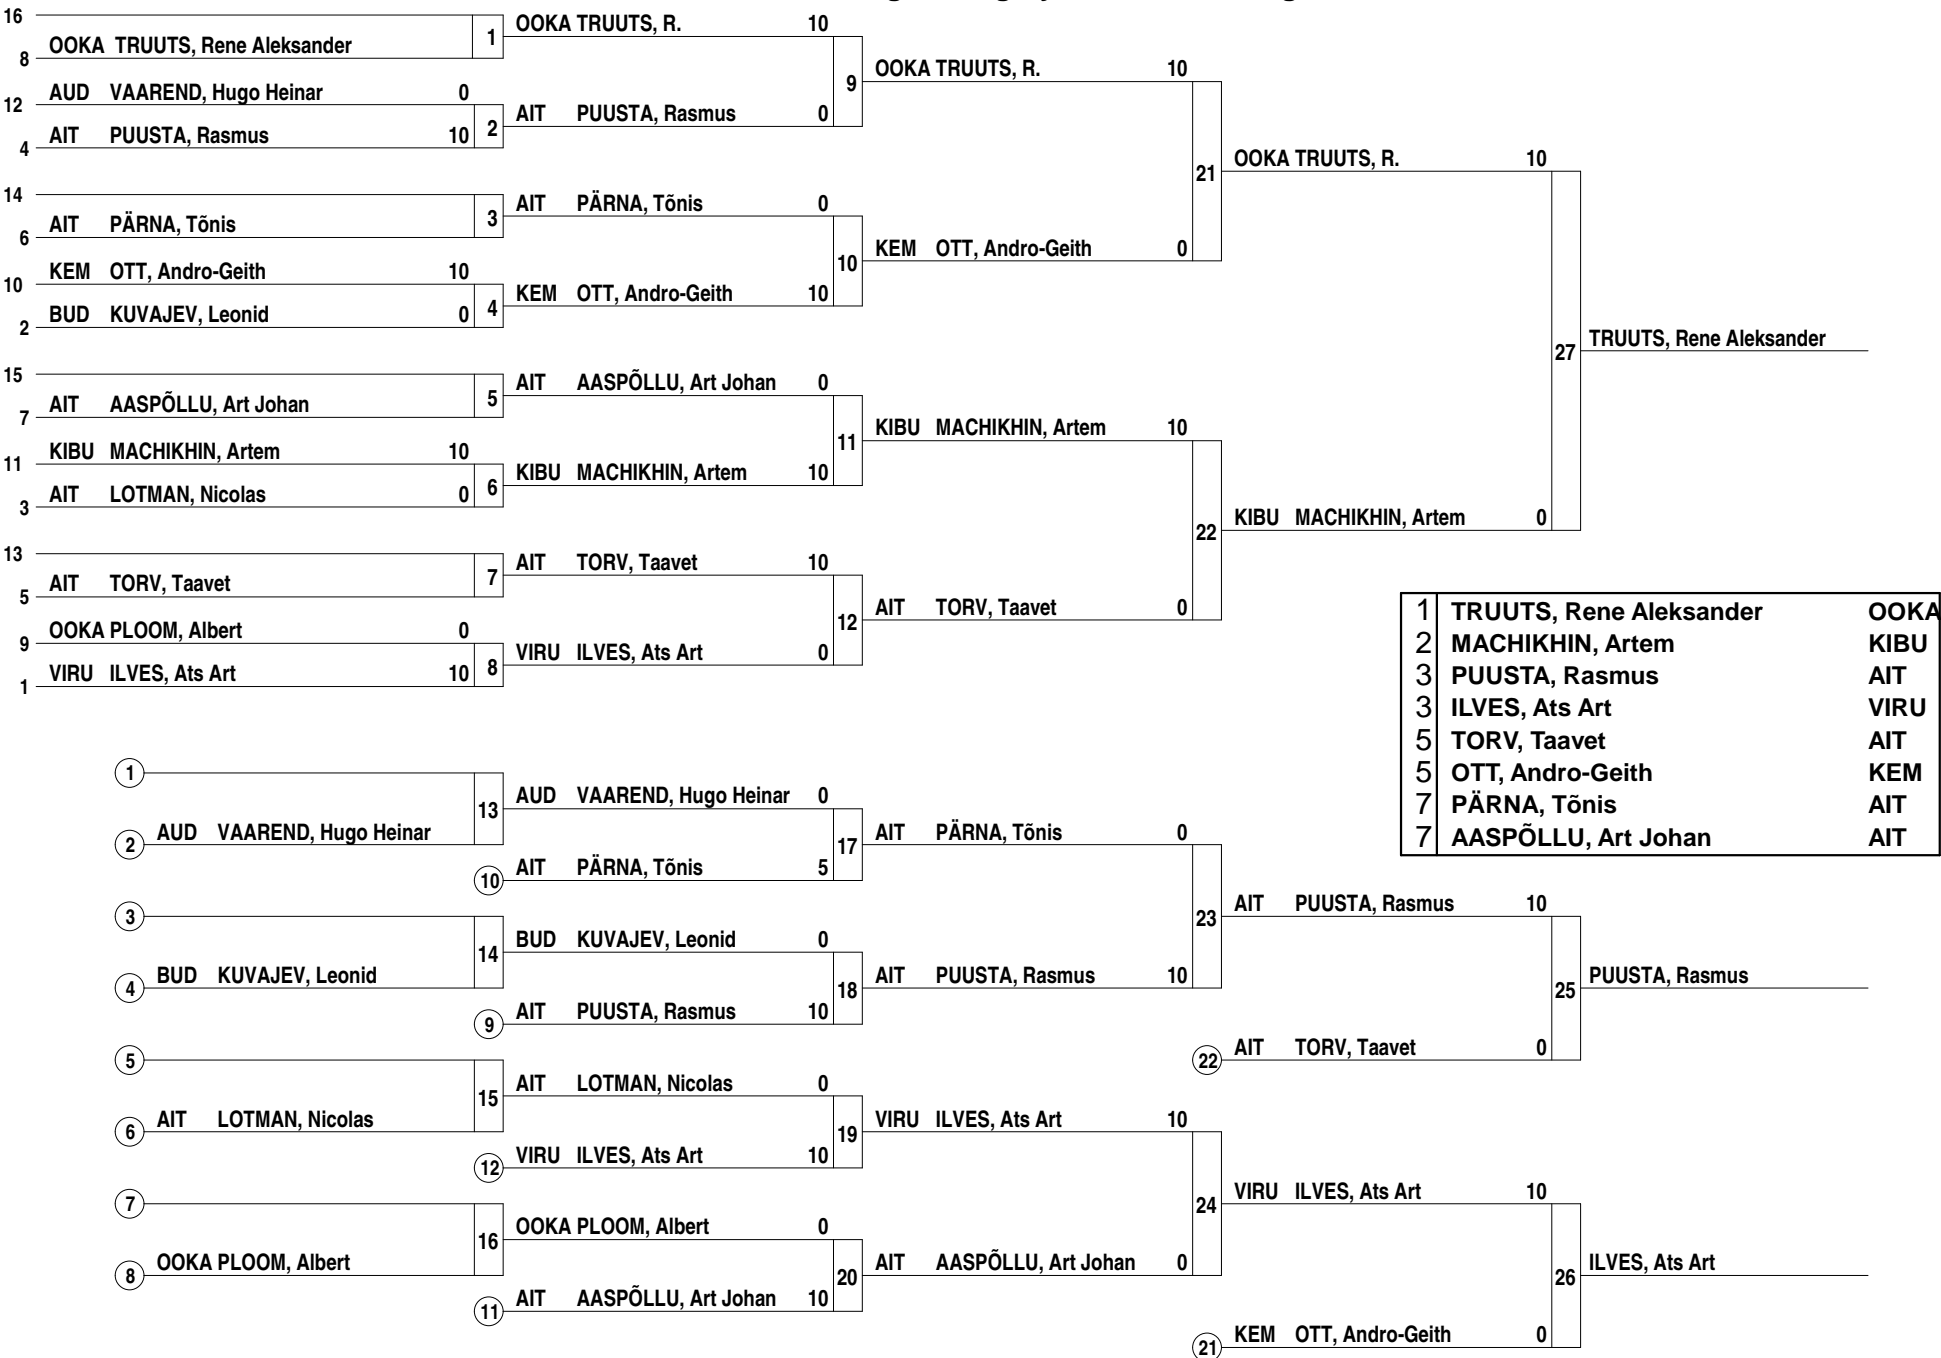 16
OOKA TRUUTS, Rene Aleksander
8
1
AUD VAAREND, Hugo Heinar 0
12
AIT PUUSTA, Rasmus 10
4
2
14
AIT PÄRNA, Tõnis
6
3
KEM OTT, Andro-Geith 10
10
BUD KUVAJEV, Leonid 0
2
4
15
AIT AASPÕLLU, Art Johan
7
5
KIBU MACHIKHIN, Artem 10
11
AIT LOTMAN, Nicolas 0
3
6
13
AIT TORV, Taavet
5
7
OOKA PLOOM, Albert 0
9
VIRU ILVES, Ats Art 10
1
8
OOKA TRUUTS, R. 10
AIT PUUSTA, Rasmus 0
9
AIT PÄRNA, Tõnis 0
KEM OTT, Andro-Geith 10
10
AIT AASPÕLLU, Art Johan 0
KIBU MACHIKHIN, Artem 10
11
AIT TORV, Taavet 10
VIRU ILVES, Ats Art 0
12
OOKA TRUUTS, R. 10
KEM OTT, Andro-Geith 0
21
KIBU MACHIKHIN, Artem 10
AIT TORV, Taavet 0
22
OOKA TRUUTS, R. 10
KIBU MACHIKHIN, Artem 0
27
TRUUTS, Rene Aleksander
1 TRUUTS, Rene Aleksander OOKA
2 MACHIKHIN, Artem KIBU
3 PUUSTA, Rasmus AIT
3 ILVES, Ats Art VIRU
5 TORV, Taavet AIT
5 OTT, Andro-Geith KEM
7 PÄRNA, Tõnis AIT
7 AASPÕLLU, Art Johan AIT
1
2 AUD VAAREND, Hugo Heinar
13
3
4 BUD KUVAJEV, Leonid
14
5
6 AIT LOTMAN, Nicolas
15
7
8 OOKA PLOOM, Albert
16
AUD VAAREND, Hugo Heinar 0
10 AIT PÄRNA, Tõnis 5
17
BUD KUVAJEV, Leonid 0
9 AIT PUUSTA, Rasmus 10
18
AIT LOTMAN, Nicolas 0
12 VIRU ILVES, Ats Art 10
19
OOKA PLOOM, Albert 0
11 AIT AASPÕLLU, Art Johan 10
20
AIT PÄRNA, Tõnis 0
AIT PUUSTA, Rasmus 10
23
VIRU ILVES, Ats Art 10
AIT AASPÕLLU, Art Johan 0
24
AIT PUUSTA, Rasmus 10
22 AIT TORV, Taavet 0
25
PUUSTA, Rasmus
VIRU ILVES, Ats Art 10
21 KEM OTT, Andro-Geith 0
26
ILVES, Ats Art